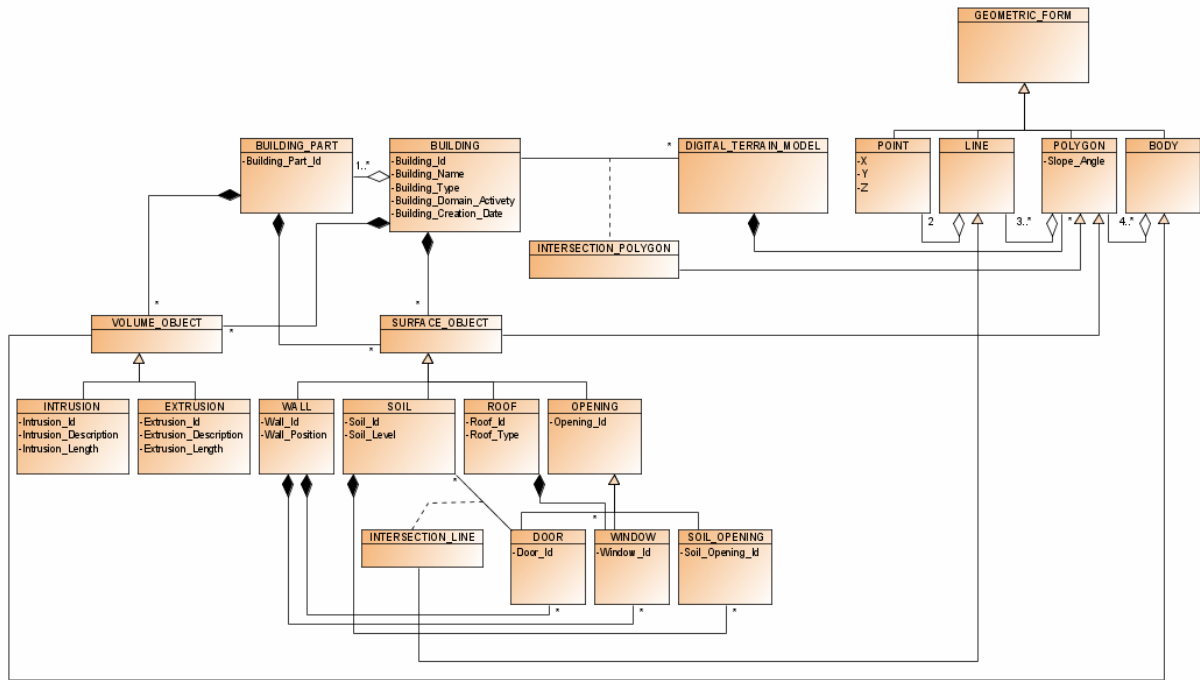 GEOMETRIC_FORM
BUILDING_PART
-Building_Part_Id
1..*
BUILDING
-Building_Id
-Building_Name
-Building_Type
-Building_Domain_Activety
-Building_Creation_Date
*
DIGITAL_TERRAIN_MODEL
POINT
-X
-Y
-Z
LINE
POLYGON
-Slope_Angle
BODY
2
3..*
*
4..*
INTERSECTION_POLYGON
*
*
VOLUME_OBJECT
*
SURFACE_OBJECT
*
INTRUSION
-Intrusion_Id
-Intrusion_Description
-Intrusion_Length
EXTRUSION
-Extrusion_Id
-Extrusion_Description
-Extrusion_Length
WALL
-Wall_Id
-Wall_Position
SOIL
-Soil_Id
-Soil_Level
ROOF
-Roof_Id
-Roof_Type
OPENING
-Opening_Id
*
*
INTERSECTION_LINE
DOOR
-Door_Id
WINDOW
-Window_Id
SOIL_OPENING
-Soil_Opening_Id
*
*
*